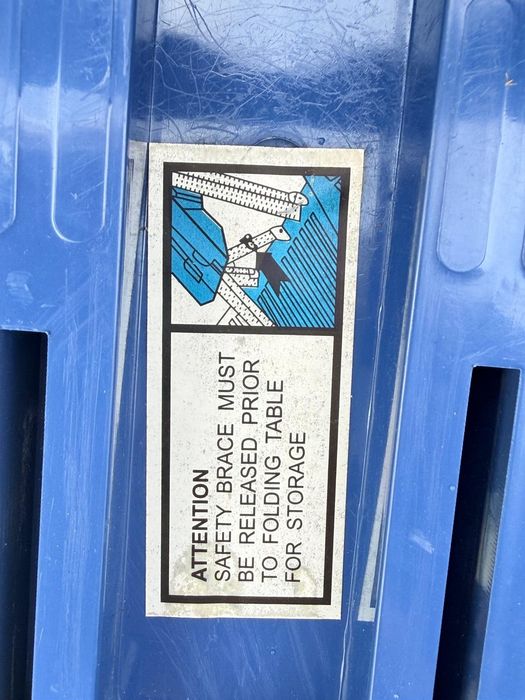 ATTENTION
SAFETY BRACE MUST
BE RELEASED PRIOR
TO FOLDING TABLE
FOR STORAGE